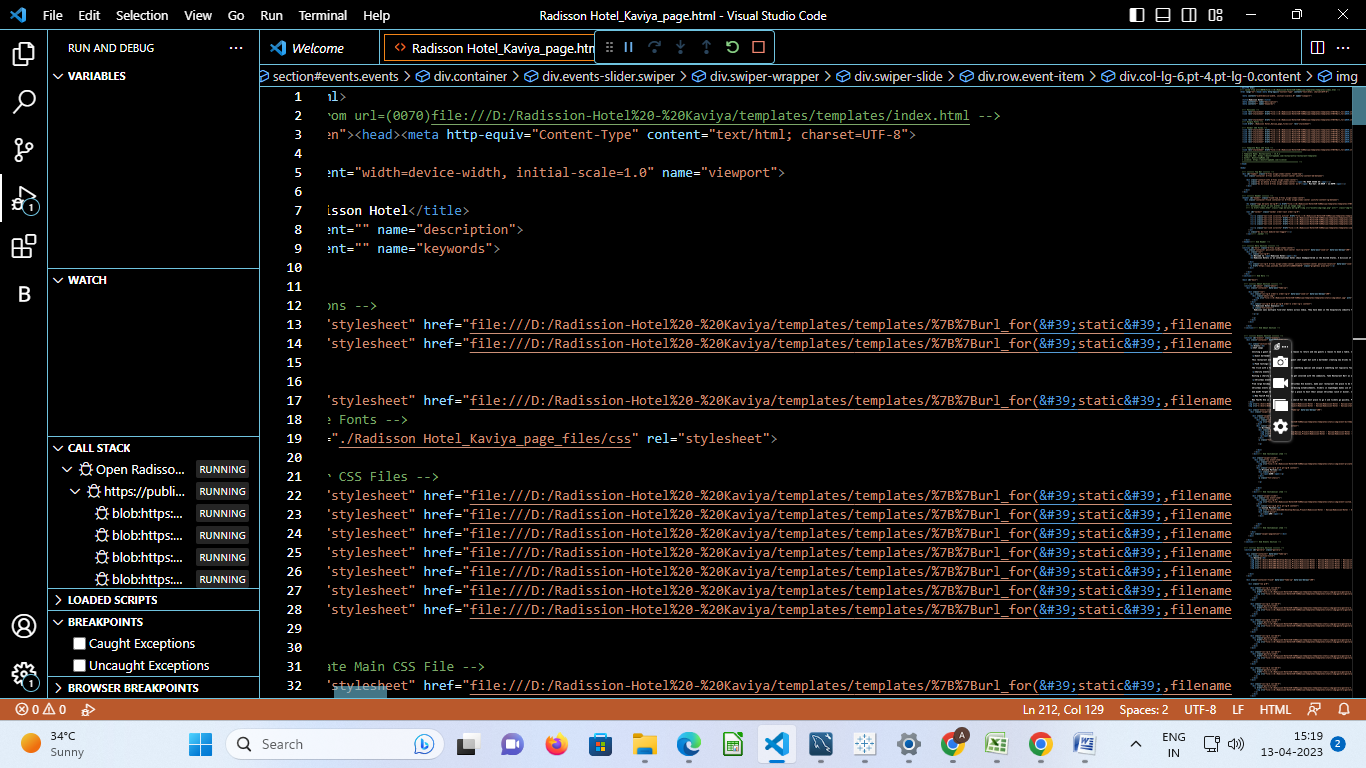 File Edit Selection View Go Run Terminal Help
Radisson Hotel_Kaviya_page.html - Visual Studio Code
RUN AND DEBUG ···
Welcome
<> Radisson Hotel_Kaviya_page.htm
VARIABLES
section#events.events > div.container > div.events-slider.swiper > div.swiper-wrapper > div.swiper-slide > div.row.event-item > div.col-lg-6.pt-4.pt-lg-0.content > img
1 nl>
2 om url=(0070)file:///D:/Radission-Hotel%20-%20Kaviya/templates/templates/index.html -->
3 en"><head><meta http-equiv="Content-Type" content="text/html; charset=UTF-8">
4
5 ent="width=device-width, initial-scale=1.0" name="viewport">
6
7 isson Hotel</title>
8 ent="" name="description">
9 ent="" name="keywords">
10
11
12 ons -->
13 "stylesheet" href="file:///D:/Radission-Hotel%20-%20Kaviya/templates/templates/%7B%7Burl_for(&#39;static&#39;,filename
14 "stylesheet" href="file:///D:/Radission-Hotel%20-%20Kaviya/templates/templates/%7B%7Burl_for(&#39;static&#39;,filename
15
16
17 "stylesheet" href="file:///D:/Radission-Hotel%20-%20Kaviya/templates/templates/%7B%7Burl_for(&#39;static&#39;,filename
18 e Fonts -->
19 ="./Radisson Hotel_Kaviya_page_files/css" rel="stylesheet">
20
21 CSS Files -->
22 "stylesheet" href="file:///D:/Radission-Hotel%20-%20Kaviya/templates/templates/%7B%7Burl_for(&#39;static&#39;,filename
23 "stylesheet" href="file:///D:/Radission-Hotel%20-%20Kaviya/templates/templates/%7B%7Burl_for(&#39;static&#39;,filename
24 "stylesheet" href="file:///D:/Radission-Hotel%20-%20Kaviya/templates/templates/%7B%7Burl_for(&#39;static&#39;,filename
25 "stylesheet" href="file:///D:/Radission-Hotel%20-%20Kaviya/templates/templates/%7B%7Burl_for(&#39;static&#39;,filename
26 "stylesheet" href="file:///D:/Radission-Hotel%20-%20Kaviya/templates/templates/%7B%7Burl_for(&#39;static&#39;,filename
27 "stylesheet" href="file:///D:/Radission-Hotel%20-%20Kaviya/templates/templates/%7B%7Burl_for(&#39;static&#39;,filename
28 "stylesheet" href="file:///D:/Radission-Hotel%20-%20Kaviya/templates/templates/%7B%7Burl_for(&#39;static&#39;,filename
29
30
31 ate Main CSS File -->
32 "stylesheet" href="file:///D:/Radission-Hotel%20-%20Kaviya/templates/templates/%7B%7Burl_for(&#39;static&#39;,filename
WATCH
CALL STACK
Open Radisso... RUNNING
https://publi... RUNNING
blob:https:... RUNNING
blob:https:... RUNNING
blob:https:... RUNNING
blob:https:... RUNNING
LOADED SCRIPTS
BREAKPOINTS
Caught Exceptions
Uncaught Exceptions
BROWSER BREAKPOINTS
1
B
1
0 0
Ln 212, Col 129 Spaces: 2 UTF-8 LF HTML
34°C
Sunny
Search
A
ENG
IN
15:19
13-04-2023
2